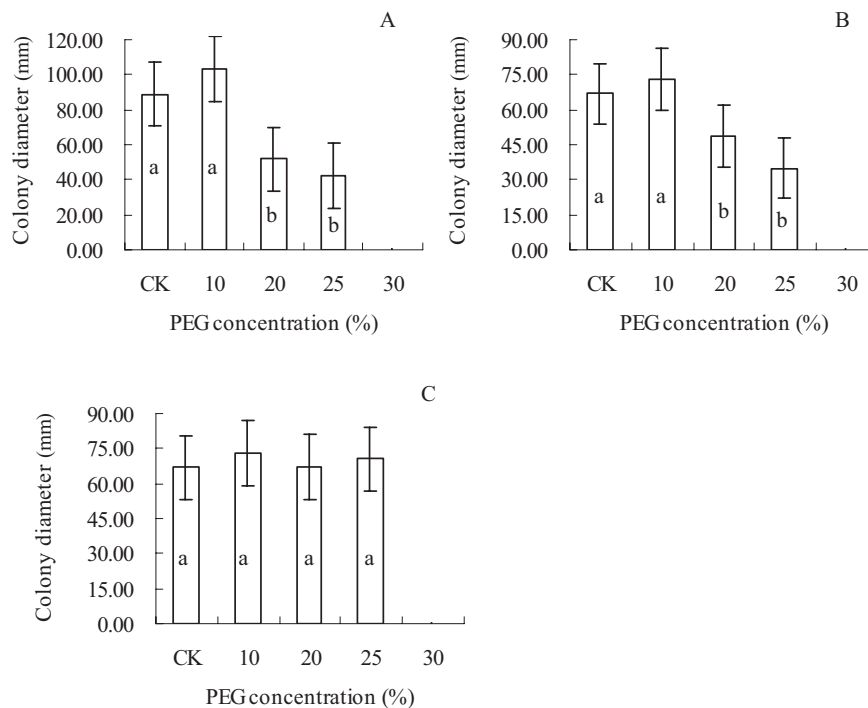 A
120.00
100.00
80.00
60.00
40.00
20.00
0.00
Colony diameter (mm)
a
a
b
b
CK 10 20 25 30
PEG concentration (%)
B
90.00
75.00
60.00
45.00
30.00
15.00
0.00
Colony diameter (mm)
a
a
b
b
CK 10 20 25 30
PEG concentration (%)
C
90.00
75.00
60.00
45.00
30.00
15.00
0.00
Colony diameter (mm)
a a a a
CK 10 20 25 30
PEG concentration (%)